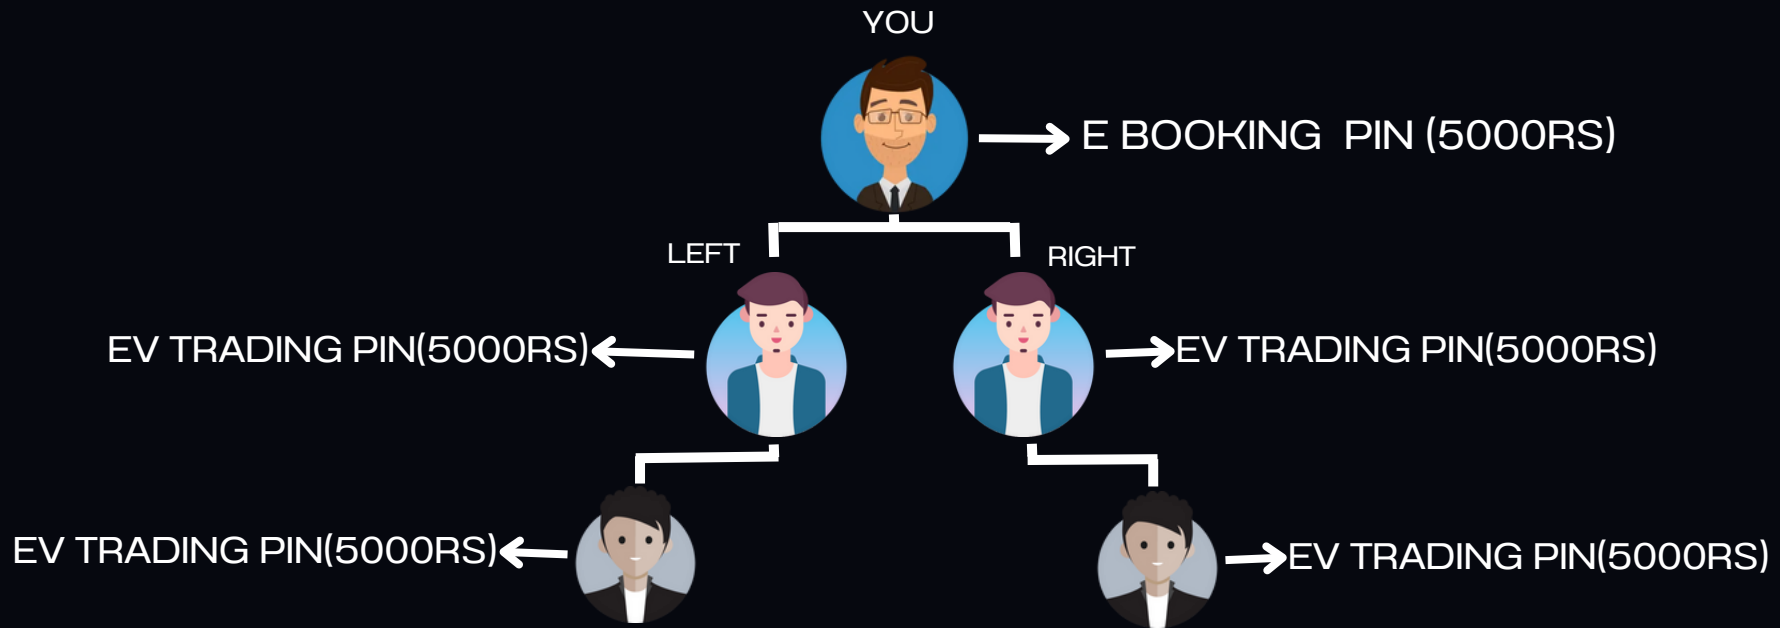 YOU
E BOOKING PIN (5000RS)
LEFT
RIGHT
EV TRADING PIN(5000RS)
EV TRADING PIN(5000RS)
EV TRADING PIN(5000RS)
EV TRADING PIN(5000RS)